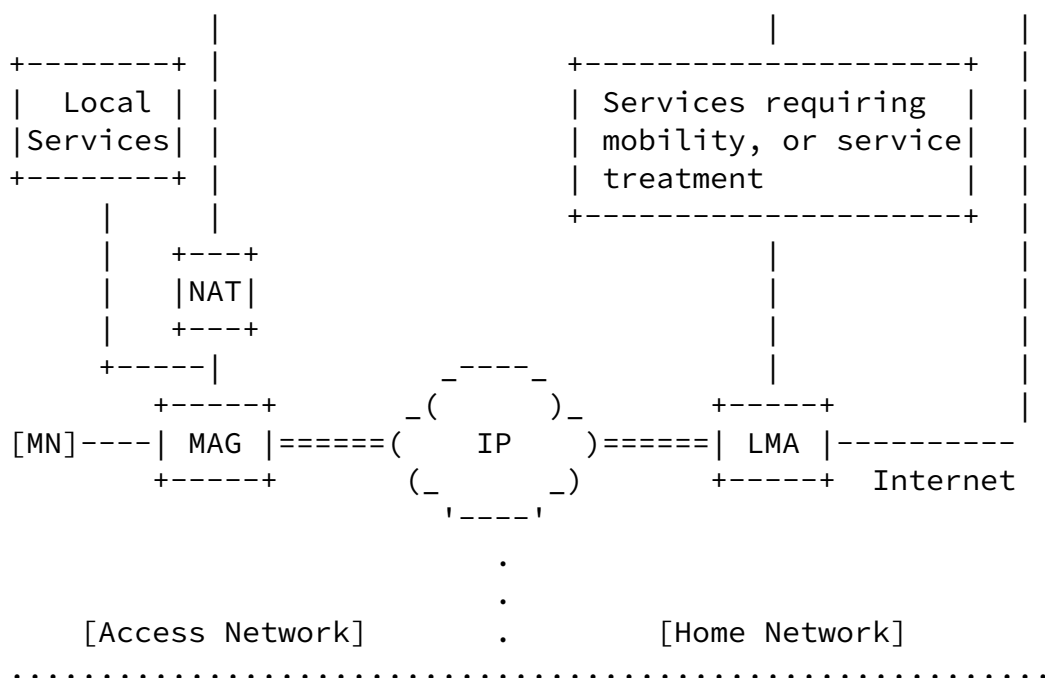 Local
Services
Services requiring
mobility, or service
treatment
NAT
[MN] MAG IP LMA
Internet
[Access Network] [Home Network]